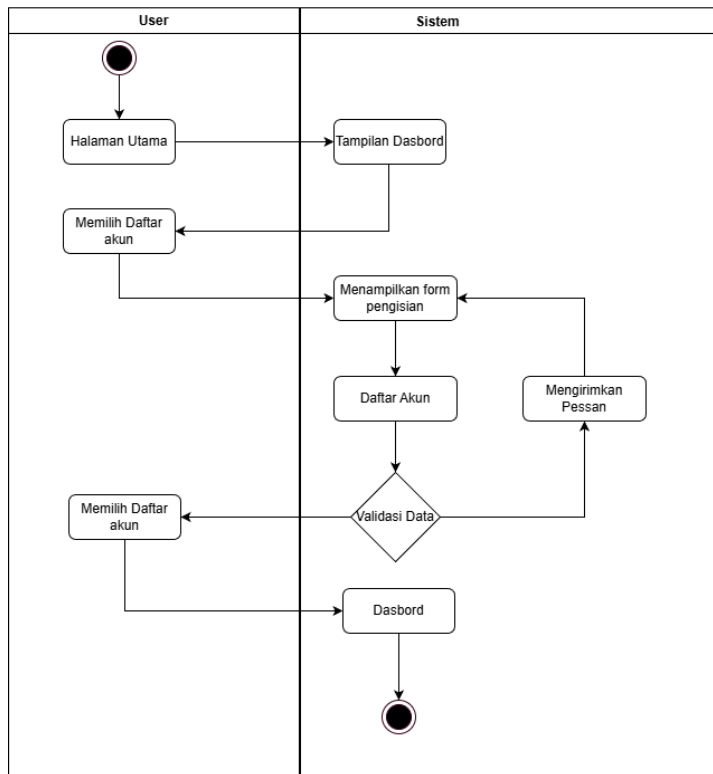 User
Sistem
Halaman Utama
Tampilan Dasbord
Memilih Daftar
akun
Menampilkan form
pengisian
Daftar Akun
Mengirimkan
Pessan
Memilih Daftar
akun
Validasi Data
Dasbord